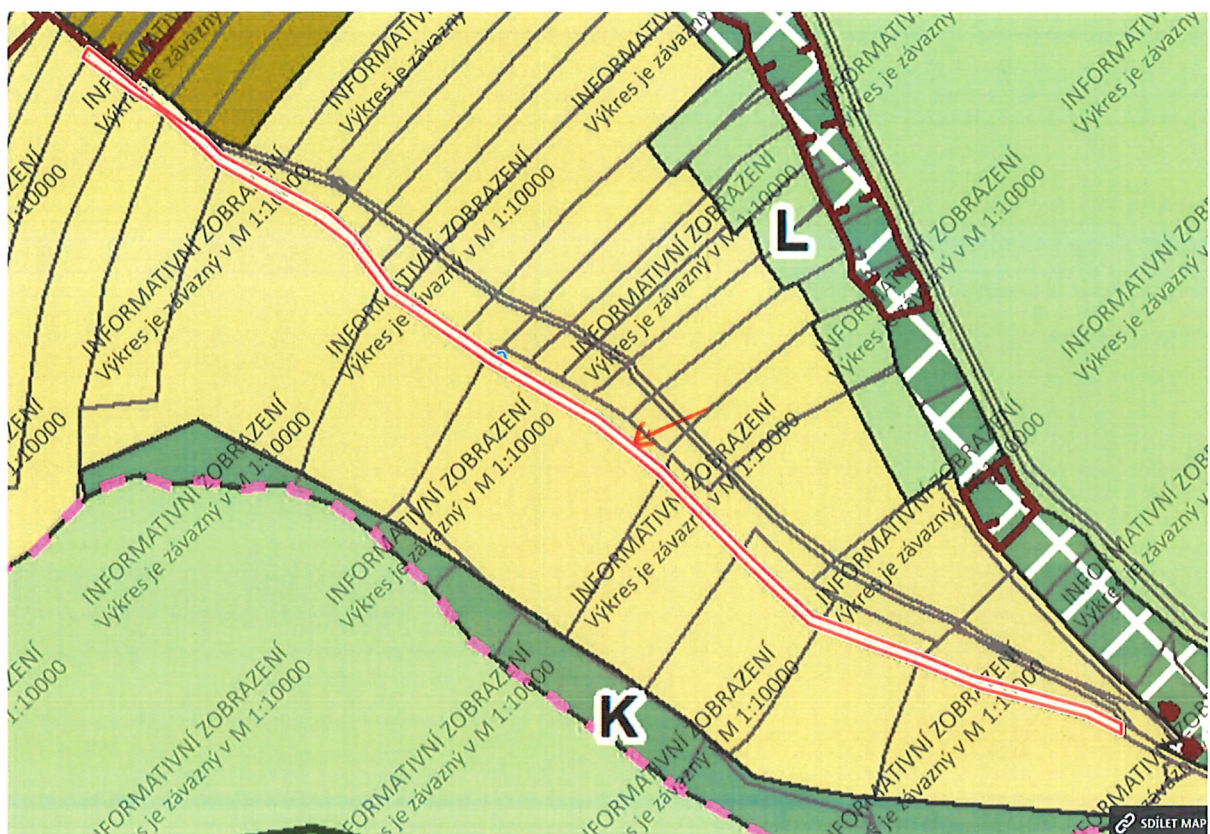 INFORMATIVNÍ ZOBRAZENÍ
Výkres je závazný v M 1:10000
L
K
SDÍLET MAP